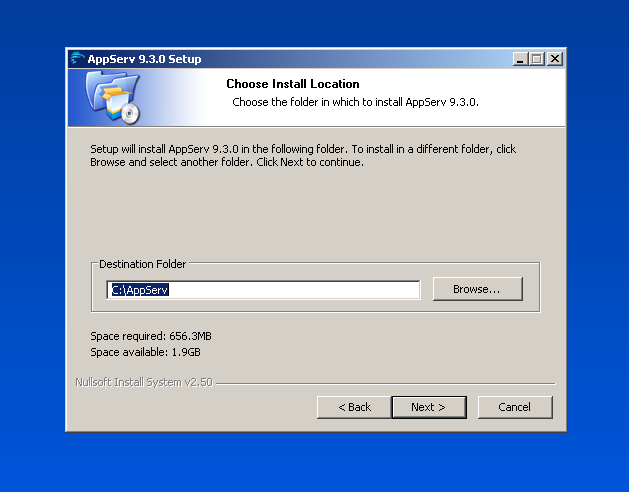 AppServ 9.3.0 Setup
Choose Install Location
Choose the folder in which to install AppServ 9.3.0.
Setup will install AppServ 9.3.0 in the following folder. To install in a different folder, click
Browse and select another folder. Click Next to continue.
Destination Folder
C:\AppServ
Browse...
Space required: 656.3MB
Space available: 1.9GB
Nullsoft Install System v2.50
< Back
Next >
Cancel